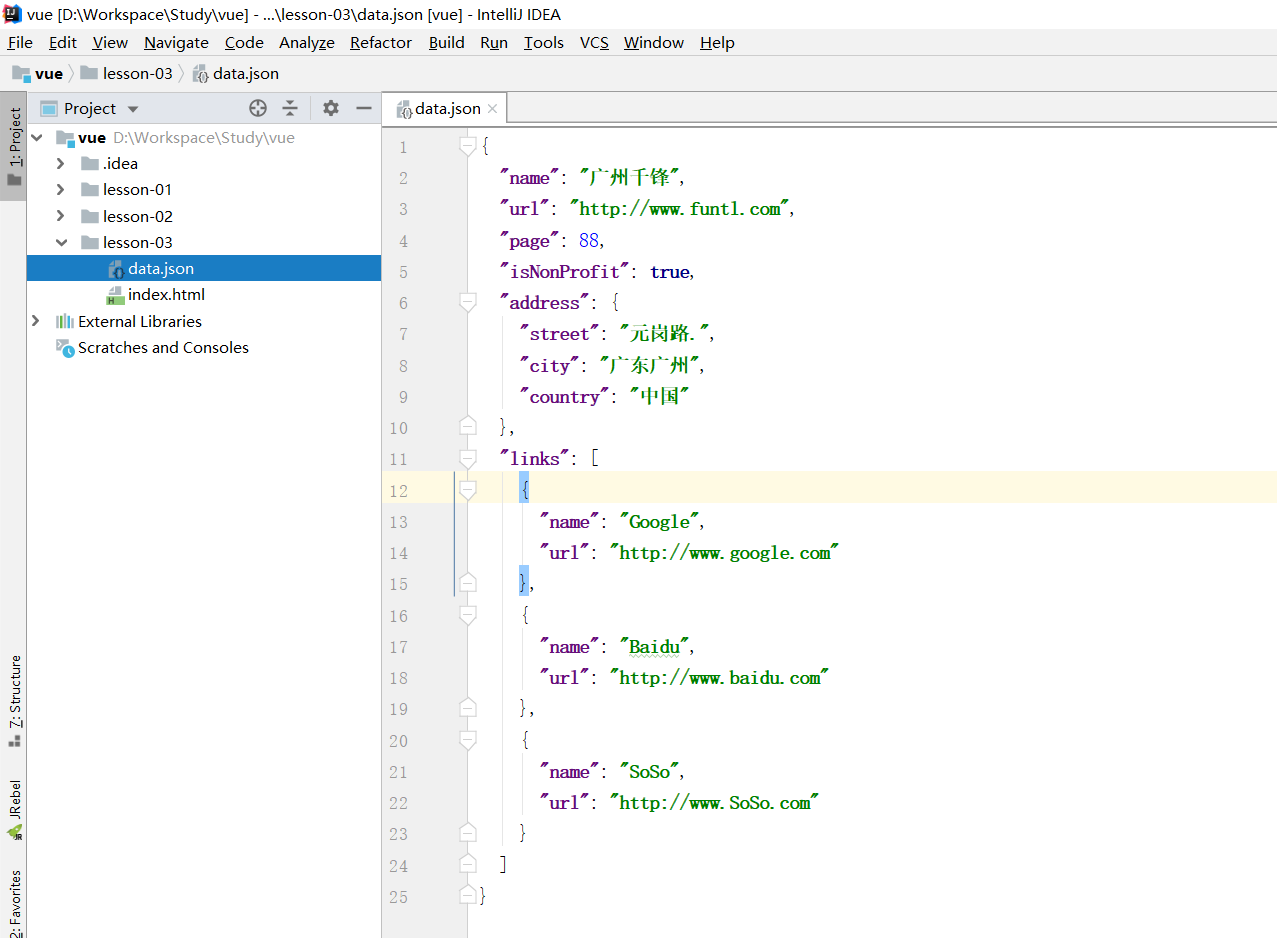 vue [D:\Workspace\Study\vue] - ...\lesson-03\data.json [vue] - IntelliJ IDEA
File Edit View Navigate Code Analyze Refactor Build Run Tools VCS Window Help
vue lesson-03 data.json
1: Project
7: Structure
JRebel
2: Favorites
Project
vue D:\Workspace\Study\vue
.idea
lesson-01
lesson-02
lesson-03
data.json
index.html
External Libraries
Scratches and Consoles
data.json
1 {
2 "name": "广州千锋",
3 "url": "http://www.funtl.com",
4 "page": 88,
5 "isNonProfit": true,
6 "address": {
7 "street": "元岗路.",
8 "city": "广东广州",
9 "country": "中国"
10 },
11 "links": [
12 {
13 "name": "Google",
14 "url": "http://www.google.com"
15 },
16 {
17 "name": "Baidu",
18 "url": "http://www.baidu.com"
19 },
20 {
21 "name": "SoSo",
22 "url": "http://www.SoSo.com"
23 }
24 ]
25 }